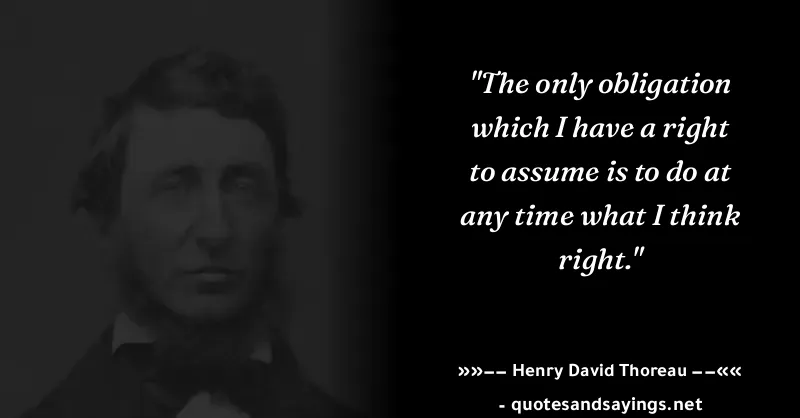 "The only obligation
which I have a right
to assume is to do at
any time what I think
right."
»»–– Henry David Thoreau ––««
- quotesandsayings.net